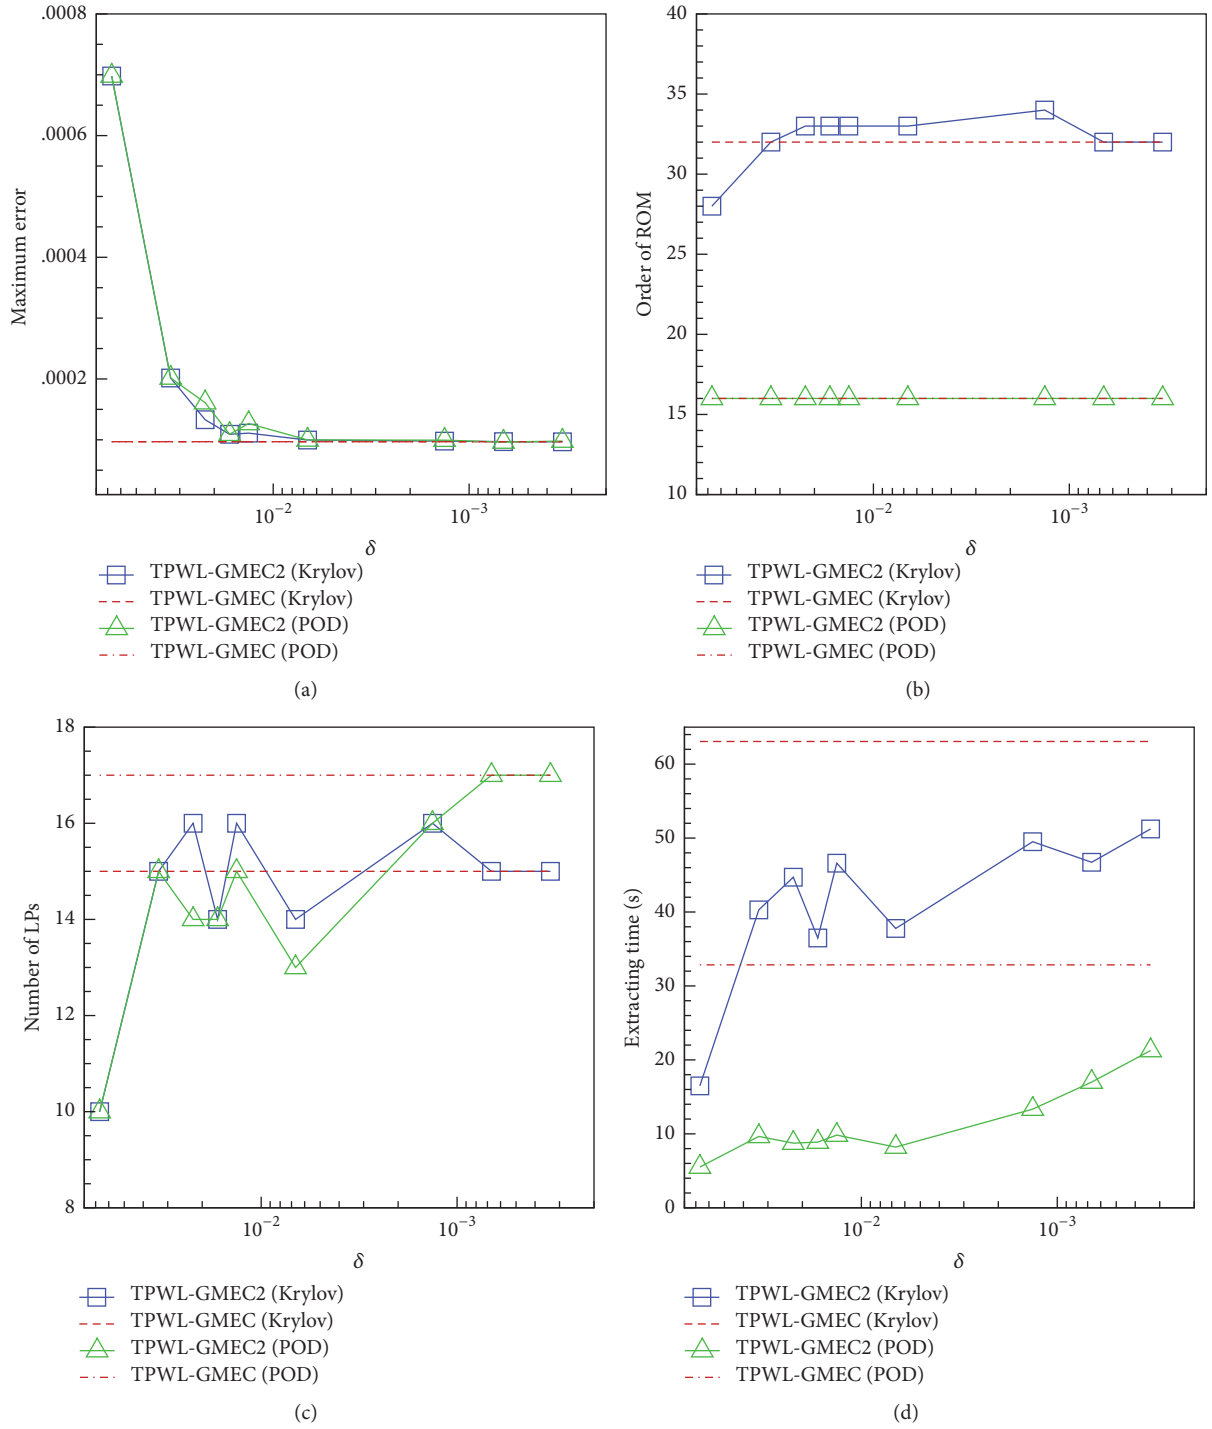 .0008
.0006
.0004
.0002
Maximum error
10−2
10−3
δ
TPWL-GMEC2 (Krylov)
TPWL-GMEC (Krylov)
TPWL-GMEC2 (POD)
TPWL-GMEC (POD)
(a)
40
35
30
25
20
15
10
Order of ROM
10−2
10−3
δ
TPWL-GMEC2 (Krylov)
TPWL-GMEC (Krylov)
TPWL-GMEC2 (POD)
TPWL-GMEC (POD)
(b)
18
16
14
12
10
8
Number of LPs
10−2
10−3
δ
TPWL-GMEC2 (Krylov)
TPWL-GMEC (Krylov)
TPWL-GMEC2 (POD)
TPWL-GMEC (POD)
(c)
60
50
40
30
20
10
0
Extracting time (s)
10−2
10−3
δ
TPWL-GMEC2 (Krylov)
TPWL-GMEC (Krylov)
TPWL-GMEC2 (POD)
TPWL-GMEC (POD)
(d)